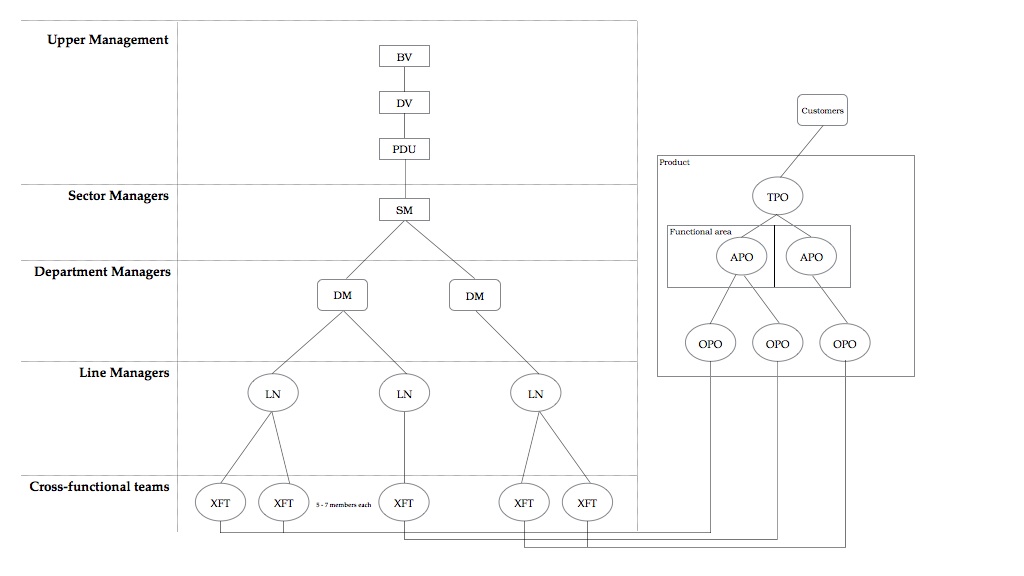 Upper Management
BV
DV
PDU
Sector Managers
SM
Department Managers
DM
DM
Line Managers
LN
LN
LN
Cross-functional teams
XFT
XFT
5 - 7 members each
XFT
XFT
XFT
Customers
Product
TPO
Functional area
APO
APO
OPO
OPO
OPO